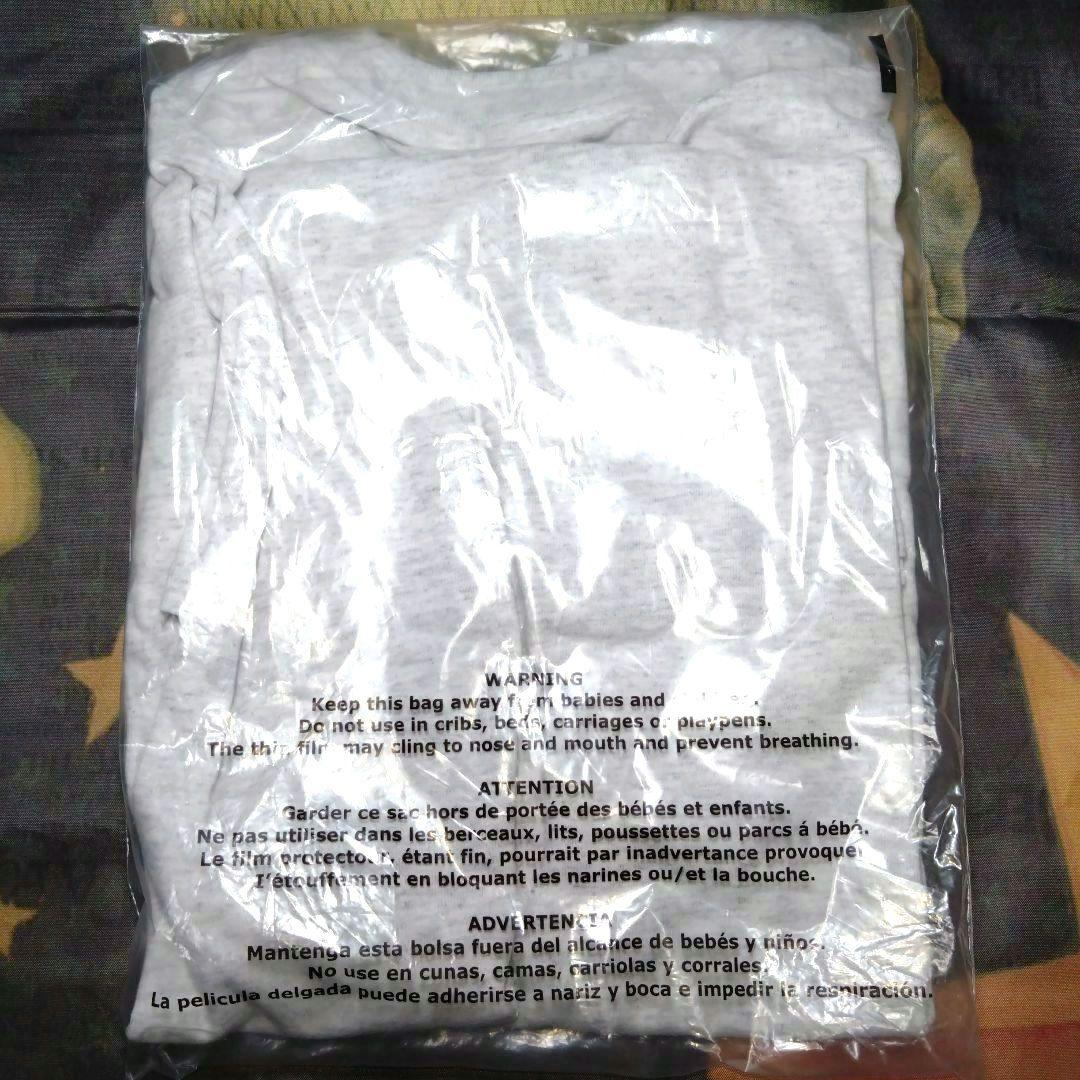 WARNING
Keep this bag away from babies and
Do not use in cribs, beds, carriages or playpens.
The thin film may cling to nose and mouth and prevent breathing.
ATTENTION
Garder ce sac hors de portée des bébés et enfants.
Ne pas utiliser dans les berceaux, lits, poussettes ou parcs á bébé.
Le film protecteur, étant fin, pourrait par inadvertance provoquer
I'étouffement en bloquant les narines ou/et la bouche.
ADVERTENCIA
Mantenga esta bolsa fuera del alcance de bebés y niños.
No use en cunas, camas, carriolas y corrales.
La pelicula delgada puede adherirse a nariz y boca e impedir la respiración.